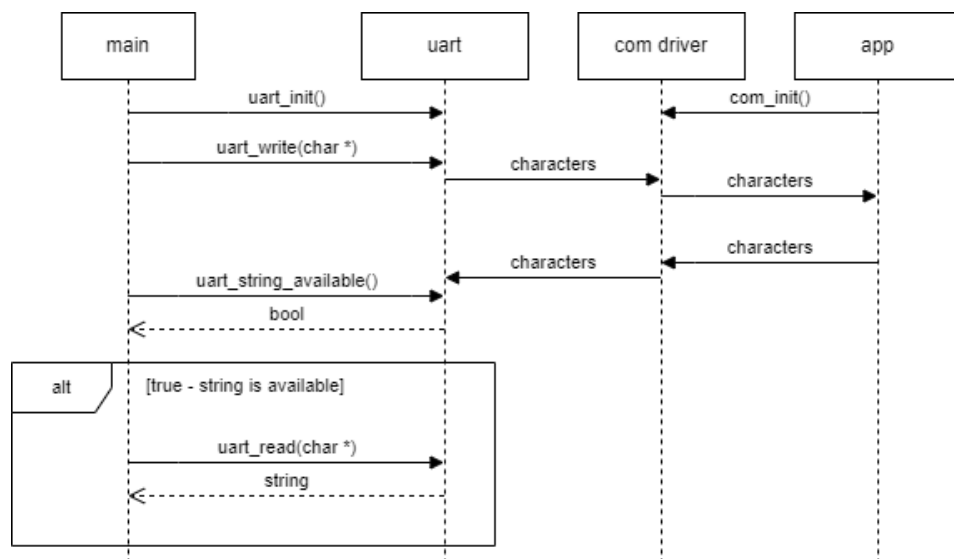 main
uart
com driver
app
uart_init()
com_init()
uart_write(char *)
characters
characters
characters
characters
uart_string_available()
bool
alt
[true - string is available]
uart_read(char *)
string